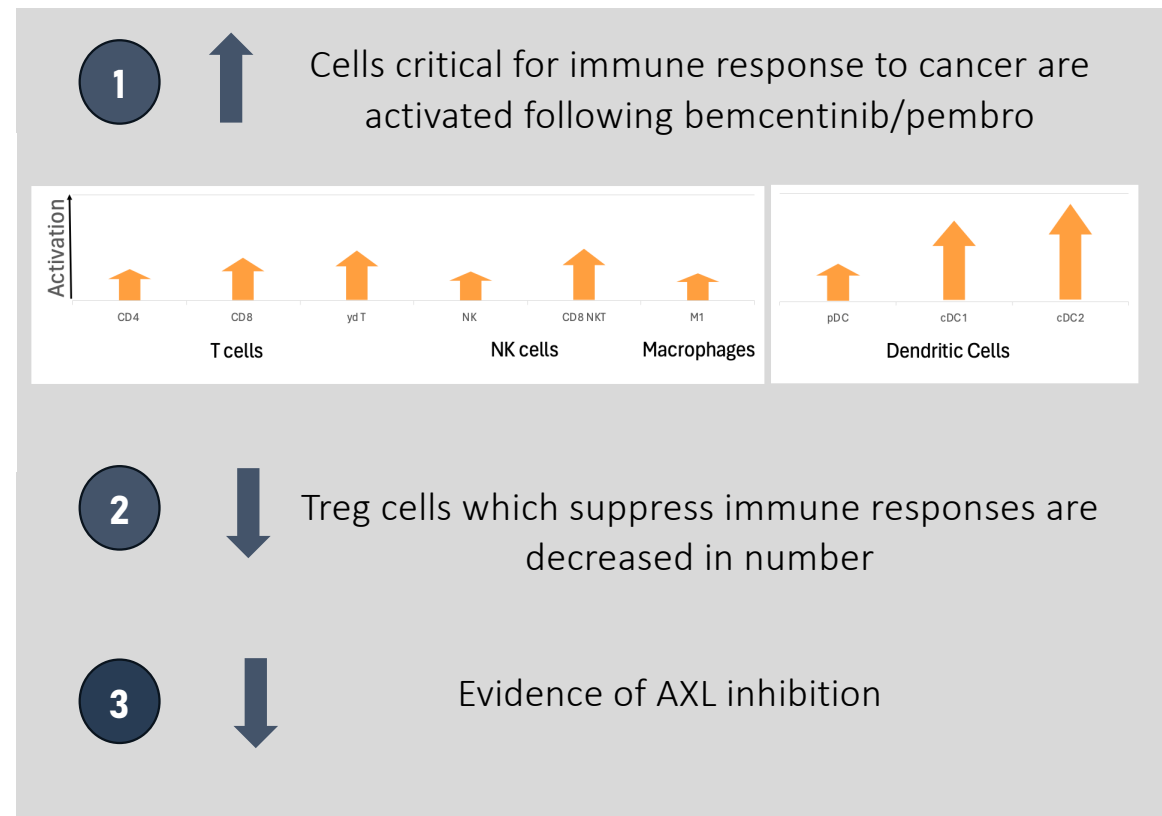 1
Cells critical for immune response to cancer are
activated following bemcentinib/pembro
Activation
CD4
CD8
yd T
NK
CD8 NKT
M1
pDC
cDC1
cDC2
T cells
NK cells
Macrophages
Dendritic Cells
2
Treg cells which suppress immune responses are
decreased in number
3
Evidence of AXL inhibition